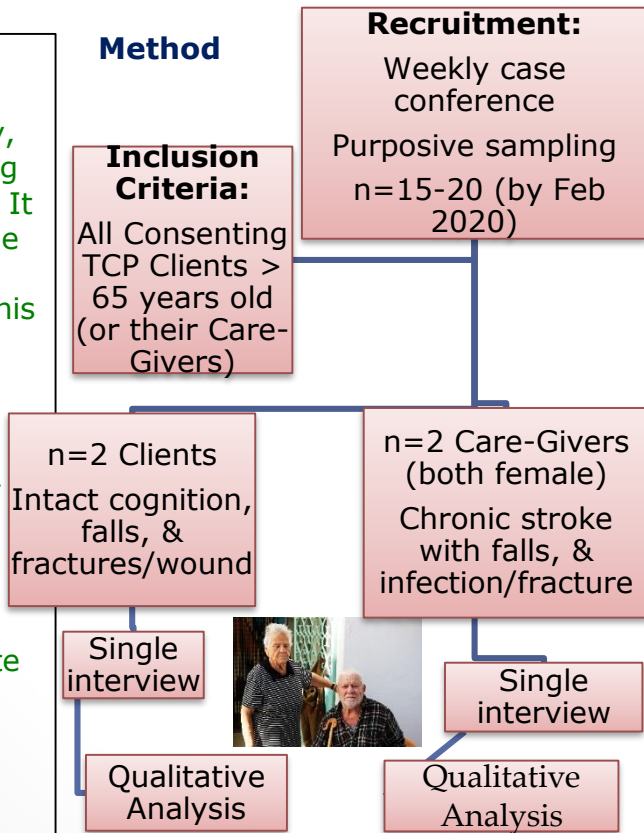 Method
Recruitment:
Weekly case
conference
Purposive sampling
n=15-20 (by Feb
2020)
Inclusion
Criteria:
All Consenting
TCP Clients >
65 years old
(or their Care-
Givers)
It
n=2 Clients
Intact cognition,
falls, &
fractures/wound
n=2 Care-Givers
(both female)
Chronic stroke
with falls, &
infection/fracture
Single
interview
Single
interview
Qualitative
Analysis
Qualitative
Analysis